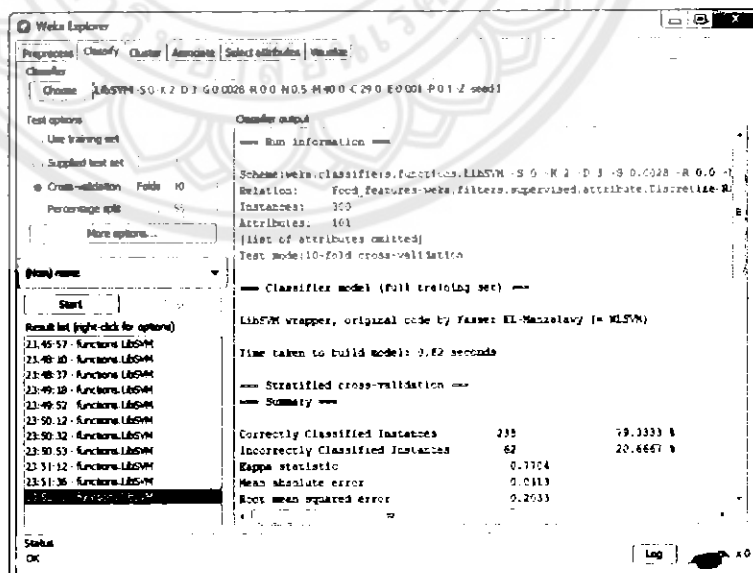 Weka Explorer
Preprocess Classify Cluster Associate Select attributes Visualize
Classifier
Choose LibSVM -S 0 -K 2 -D 3 -G 0.0028 -R 0.0 -N 0.5 -M 40.0 -C 29.0 -E 0.001 -P 0.1 -Z -seed 1
Test options
Use training set
Supplied test set
Cross-validation Folds 10
Percentage split
More options...
(Nom) name
Start
Result list (right-click for options)
23:45:57 - functions.LibSVM
23:48:10 - functions.LibSVM
23:48:37 - functions.LibSVM
23:49:18 - functions.LibSVM
23:49:52 - functions.LibSVM
23:50:12 - functions.LibSVM
23:50:32 - functions.LibSVM
23:50:53 - functions.LibSVM
23:51:12 - functions.LibSVM
23:51:36 - functions.LibSVM
Classifier output
=== Run information ===
Scheme:weka.classifiers.functions.LibSVM -S 0 -K 2 -D 3 -G 0.0028 -R 0.0
Relation: Food_features-weka.filters.supervised.attribute.Discretize-R
Instances: 300
Attributes: 101
[list of attributes omitted]
Test mode:10-fold cross-validation
=== Classifier model (full training set) ===
LibSVM wrapper, original code by Yasser EL-Manzalawy (= WLSVM)
Time taken to build model: 0.82 seconds
=== Stratified cross-validation ===
=== Summary ===
Correctly Classified Instances 238 79.3333 %
Incorrectly Classified Instances 62 20.6667 %
Kappa statistic 0.7704
Mean absolute error 0.0413
Root mean squared error 0.2033
Status
OK
Log
x 0